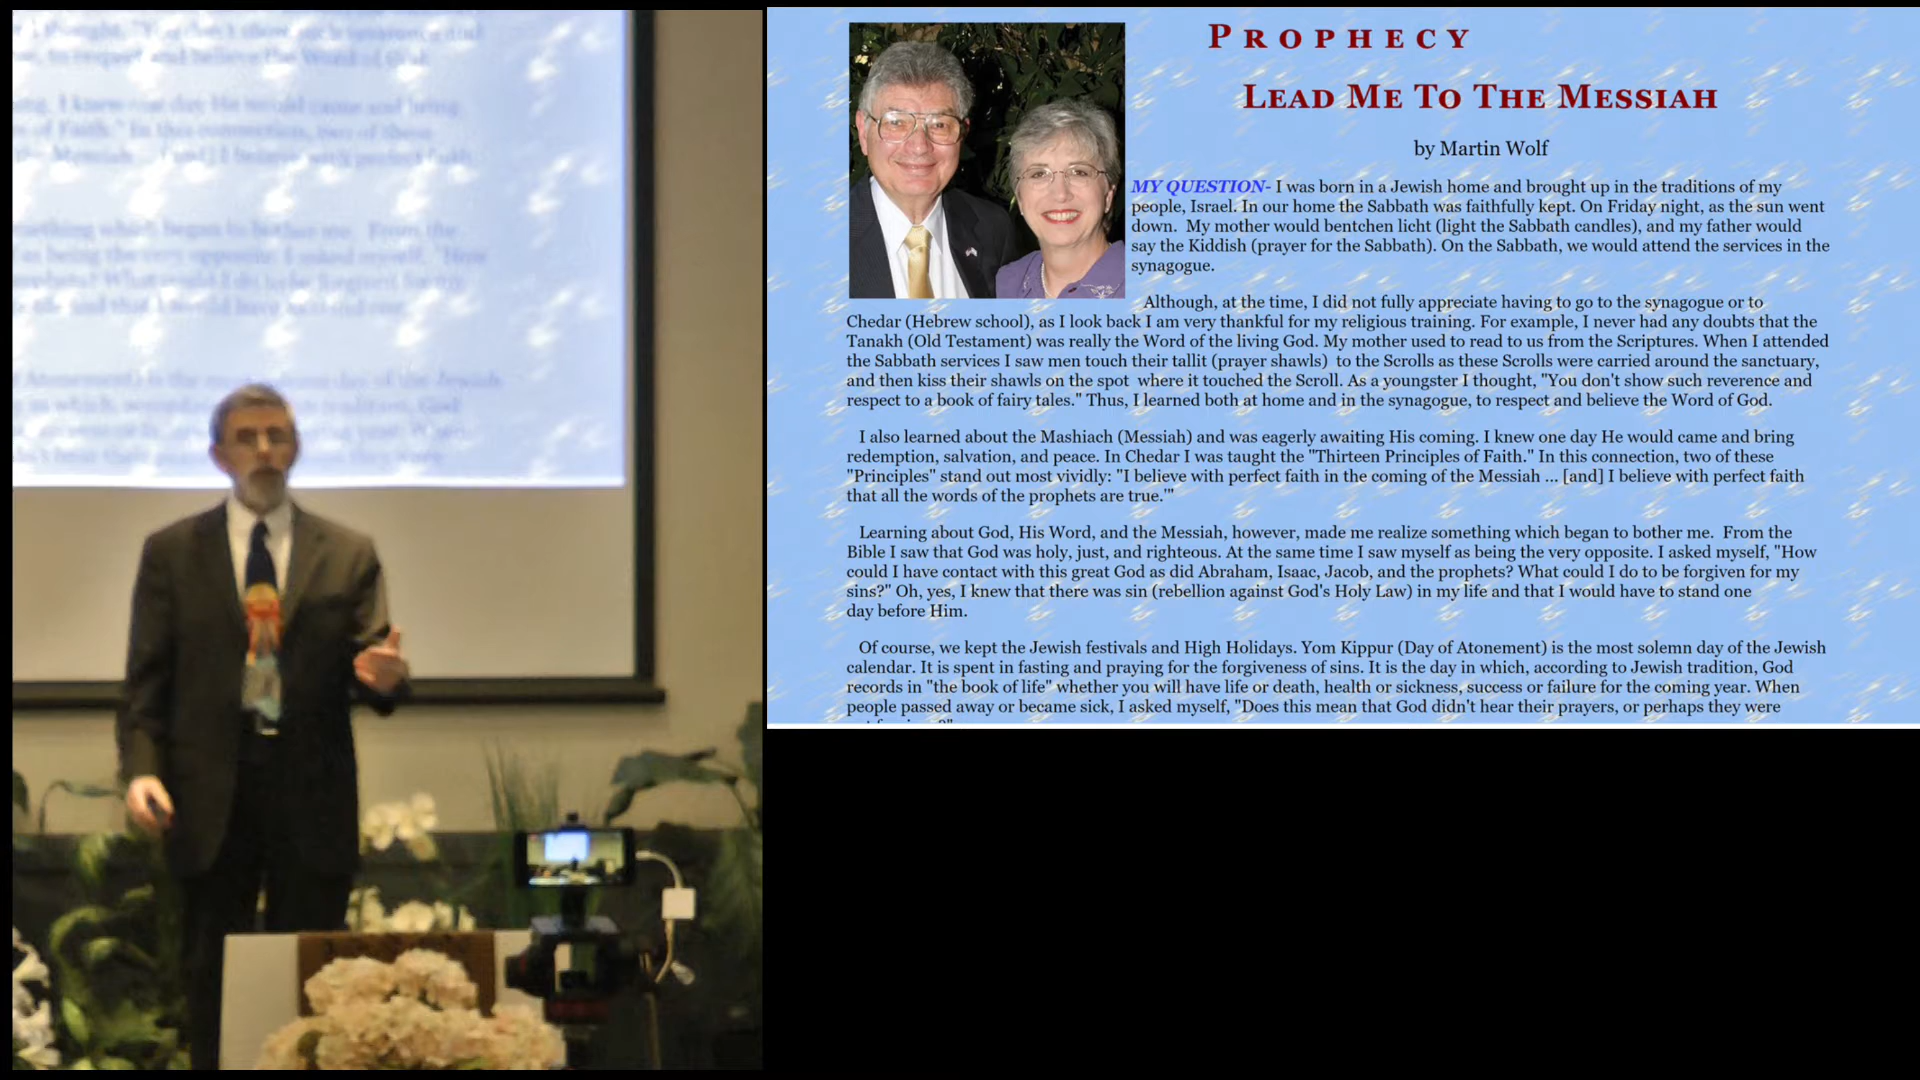 PROPHECY
LEAD ME TO THE MESSIAH
by Martin Wolf
MY QUESTION- I was born in a Jewish home and brought up in the traditions of my
people, Israel. In our home the Sabbath was faithfully kept. On Friday night, as the sun went
down.  My mother would bentchen licht (light the Sabbath candles), and my father would
say the Kiddish (prayer for the Sabbath). On the Sabbath, we would attend the services in the
synagogue.
Although, at the time, I did not fully appreciate having to go to the synagogue or to
Chedar (Hebrew school), as I look back I am very thankful for my religious training. For example, I never had any doubts that the
Tanakh (Old Testament) was really the Word of the living God. My mother used to read to us from the Scriptures. When I attended
the Sabbath services I saw men touch their tallit (prayer shawls)  to the Scrolls as these Scrolls were carried around the sanctuary,
and then kiss their shawls on the spot  where it touched the Scroll. As a youngster I thought, "You don't show such reverence and
respect to a book of fairy tales." Thus, I learned both at home and in the synagogue, to respect and believe the Word of God.
I also learned about the Mashiach (Messiah) and was eagerly awaiting His coming. I knew one day He would came and bring
redemption, salvation, and peace. In Chedar I was taught the "Thirteen Principles of Faith." In this connection, two of these
"Principles" stand out most vividly: "I believe with perfect faith in the coming of the Messiah ... [and] I believe with perfect faith
that all the words of the prophets are true.'"
Learning about God, His Word, and the Messiah, however, made me realize something which began to bother me.  From the
Bible I saw that God was holy, just, and righteous. At the same time I saw myself as being the very opposite. I asked myself, "How
could I have contact with this great God as did Abraham, Isaac, Jacob, and the prophets? What could I do to be forgiven for my
sins?" Oh, yes, I knew that there was sin (rebellion against God's Holy Law) in my life and that I would have to stand one
day before Him.
Of course, we kept the Jewish festivals and High Holidays. Yom Kippur (Day of Atonement) is the most solemn day of the Jewish
calendar. It is spent in fasting and praying for the forgiveness of sins. It is the day in which, according to Jewish tradition, God
records in "the book of life" whether you will have life or death, health or sickness, success or failure for the coming year. When
people passed away or became sick, I asked myself, "Does this mean that God didn't hear their prayers, or perhaps they were